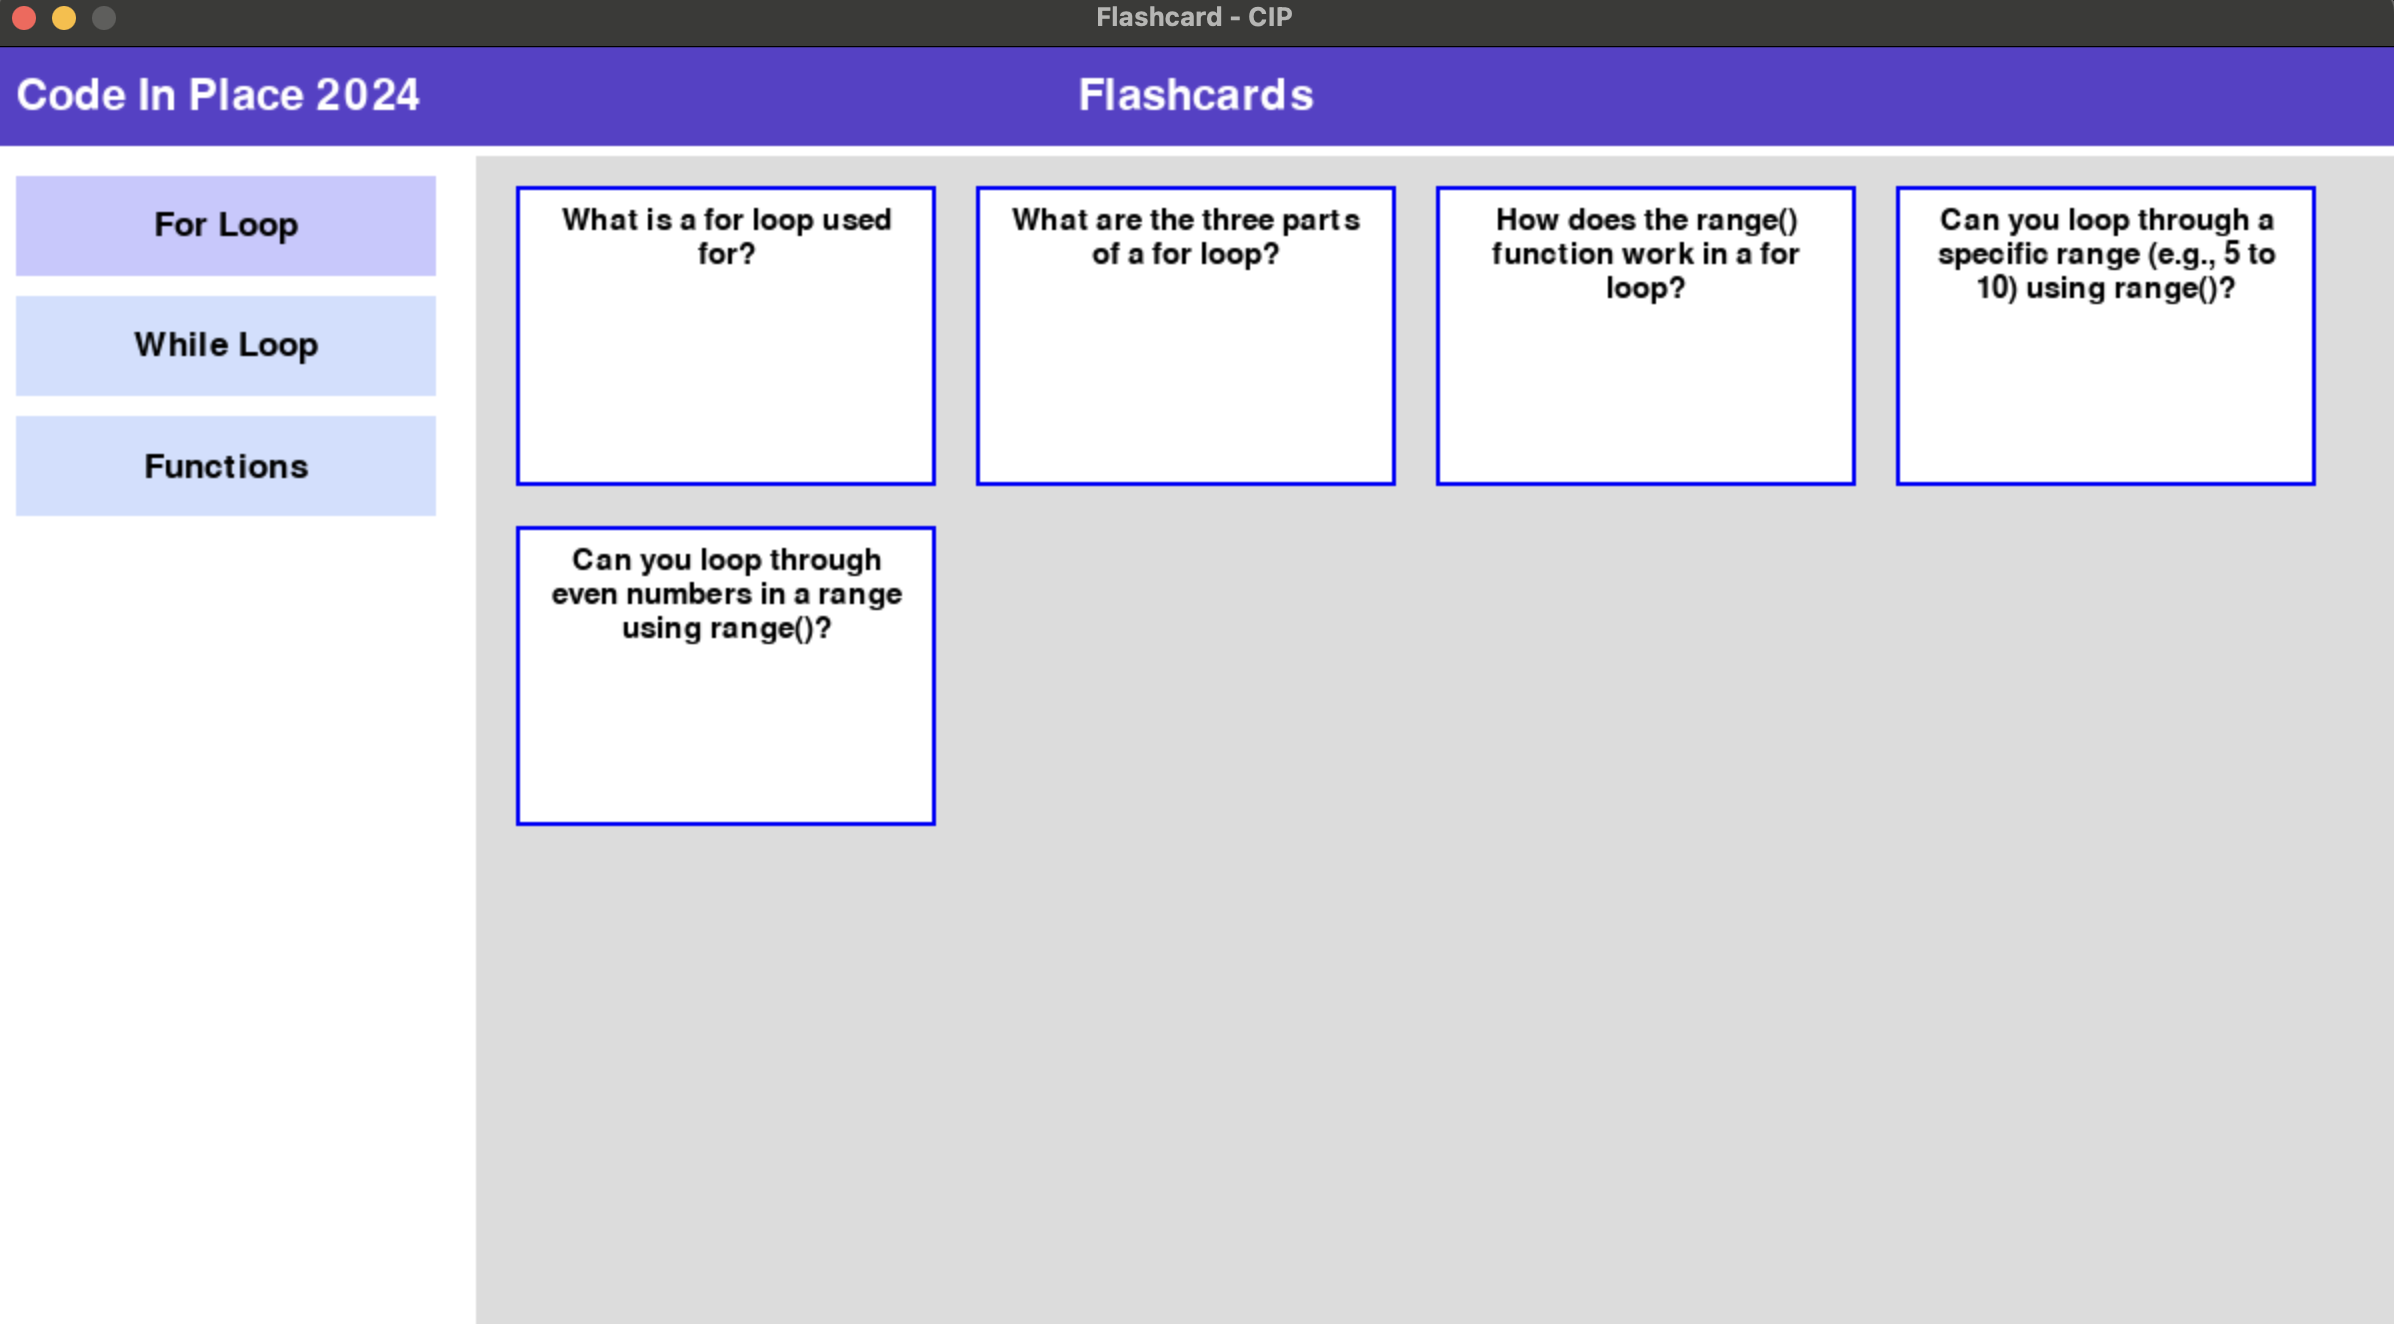 Flashcard - CIP
Code In Place 2024
Flashcards
For Loop
While Loop
Functions
What is a for loop used
for?
What are the three parts
of a for loop?
How does the range()
function work in a for
loop?
Can you loop through a
specific range (e.g., 5 to
10) using range()?
Can you loop through
even numbers in a range
using range()?